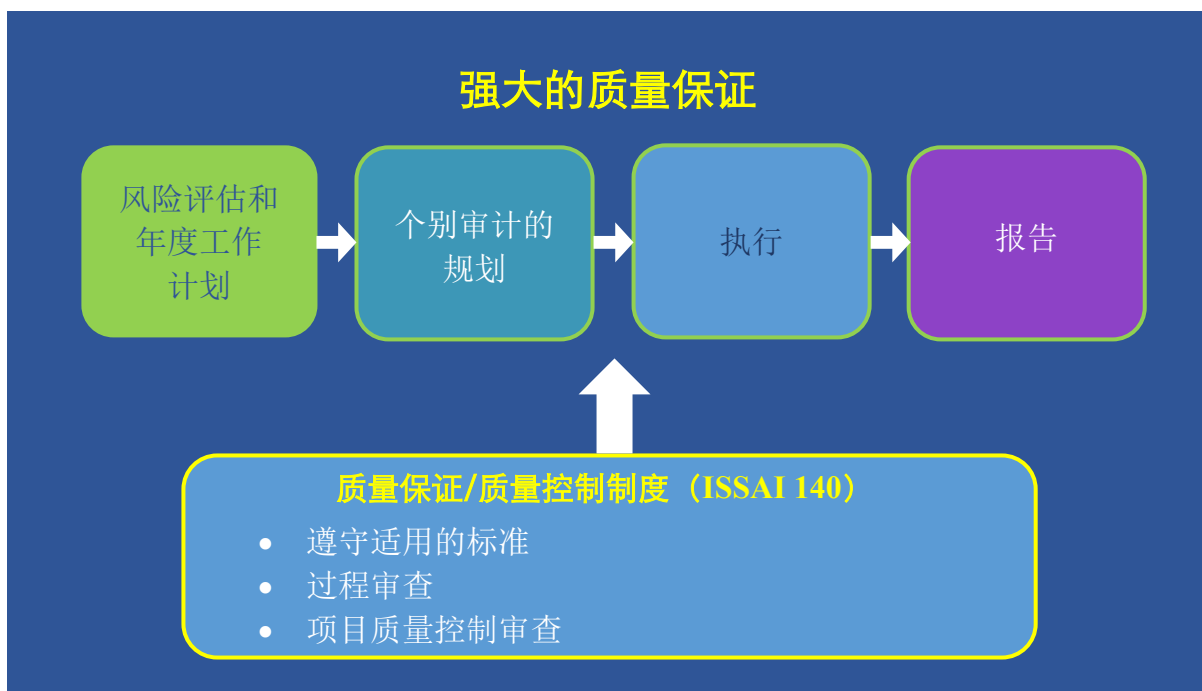 强大的质量保证
风险评估和
年度工作
计划
个别审计的
规划
执行
报告
质量保证/质量控制制度（ISSAI 140）
• 遵守适用的标准
• 过程审查
• 项目质量控制审查